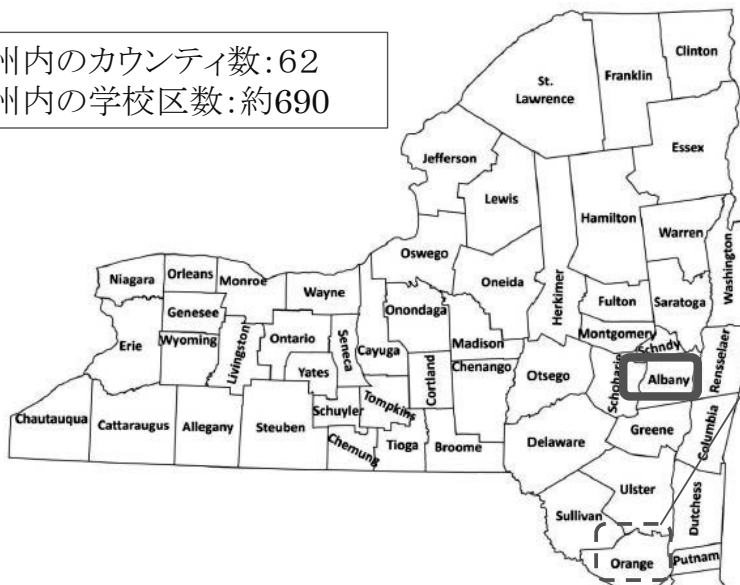 州内のカウンティ数:62
州内の学校区数:約690
Clinton
Franklin
St.
Lawrence
Essex
Jefferson
Lewis
Hamilton
Warren
Washington
Oswego
Oneida
Herkimer
Niagara
Orleans
Monroe
Wayne
Onondaga
Fulton
Saratoga
Genesee
Montgomery
Schndy
Erie
Wyoming
Livingston
Ontario
Seneca
Cayuga
Madison
Rensselaer
Yates
Cortland
Chenango
Otsego
Schoharie
Albany
Chautauqua
Cattaraugus
Allegany
Steuben
Schuyler
Tompkins
Chemung
Tioga
Broome
Delaware
Greene
Columbia
Ulster
Sullivan
Dutchess
Orange
Putnam